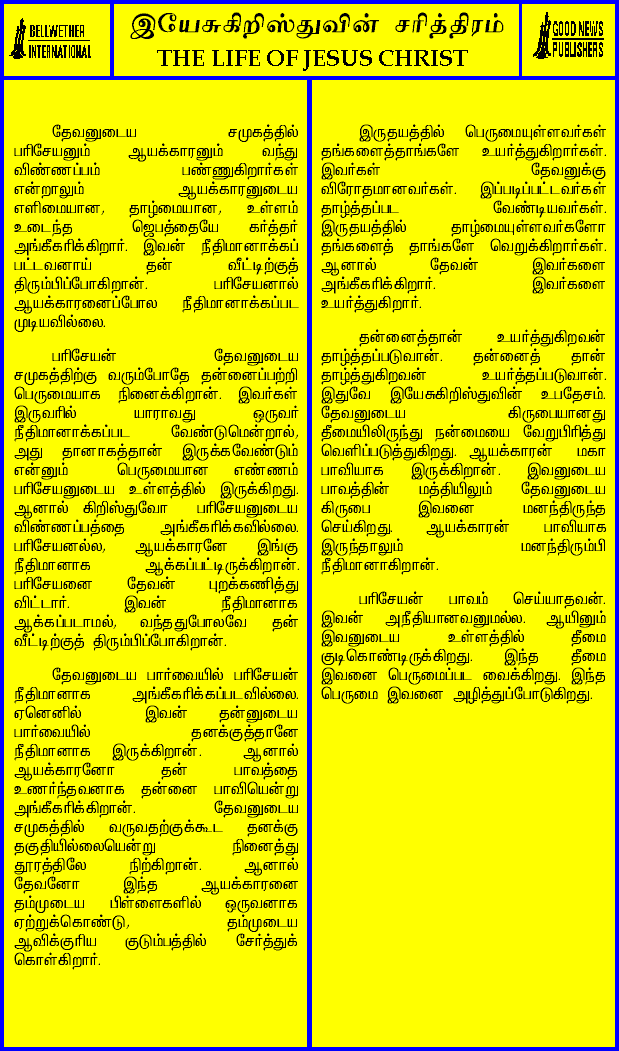 BELLWETHER
INTERNATIONAL
இயேசுகிறிஸ்துவின் சரித்திரம்
THE LIFE OF JESUS CHRIST
GOOD NEWS
PUBLISHERS
தேவனுடைய சமுகத்தில்
பரிசேயனும் ஆயக்காரனும் வந்து
விண்ணப்பம் பண்ணுகிறார்கள்
என்றாலும் ஆயக்காரனுடைய
எளிமையான, தாழ்மையான, உள்ளம்
உடைந்த ஜெபத்தையே கர்த்தர்
அங்கீகரிக்கிறார். இவன் நீதிமானாக்கப்
பட்டவனாய் தன் வீட்டிற்குத்
திரும்பிப்போகிறான். பரிசேயனால்
ஆயக்காரனைப்போல நீதிமானாக்கப்பட
முடியவில்லை.
பரிசேயன் தேவனுடைய
சமுகத்திற்கு வரும்போதே தன்னைப்பற்றி
பெருமையாக நினைக்கிறான். இவர்கள்
இருவரில் யாராவது ஒருவர்
நீதிமானாக்கப்பட வேண்டுமென்றால்,
அது தானாகத்தான் இருக்கவேண்டும்
என்னும் பெருமையான எண்ணம்
பரிசேயனுடைய உள்ளத்தில் இருக்கிறது.
ஆனால் கிறிஸ்துவோ பரிசேயனுடைய
விண்ணப்பத்தை அங்கீகரிக்கவில்லை.
பரிசேயனல்ல, ஆயக்காரனே இங்கு
நீதிமானாக ஆக்கப்பட்டிருக்கிறான்.
பரிசேயனை தேவன் புறக்கணித்து
விட்டார். இவன் நீதிமானாக
ஆக்கப்படாமல், வந்ததுபோலவே தன்
வீட்டிற்குத் திரும்பிப்போகிறான்.
தேவனுடைய பார்வையில் பரிசேயன்
நீதிமானாக அங்கீகரிக்கப்படவில்லை.
ஏனெனில் இவன் தன்னுடைய
பார்வையில் தனக்குத்தானே
நீதிமானாக இருக்கிறான். ஆனால்
ஆயக்காரனோ தன் பாவத்தை
உணர்ந்தவனாக தன்னை பாவியென்று
அங்கீகரிக்கிறான். தேவனுடைய
சமுகத்தில் வருவதற்குக்கூட தனக்கு
தகுதியில்லையென்று நினைத்து
தூரத்திலே நிற்கிறான். ஆனால்
தேவனோ இந்த ஆயக்காரனை
தம்முடைய பிள்ளைகளில் ஒருவனாக
ஏற்றுக்கொண்டு, தம்முடைய
ஆவிக்குரிய குடும்பத்தில் சேர்த்துக்
கொள்கிறார்.
இருதயத்தில் பெருமையுள்ளவர்கள்
தங்களைத்தாங்களே உயர்த்துகிறார்கள்.
இவர்கள் தேவனுக்கு
விரோதமானவர்கள். இப்படிப்பட்டவர்கள்
தாழ்த்தப்பட வேண்டியவர்கள்.
இருதயத்தில் தாழ்மையுள்ளவர்களோ
தங்களைத் தாங்களே வெறுக்கிறார்கள்.
ஆனால் தேவன் இவர்களை
அங்கீகரிக்கிறார். இவர்களை
உயர்த்துகிறார்.
தன்னைத்தான் உயர்த்துகிறவன்
தாழ்த்தப்படுவான். தன்னைத் தான்
தாழ்த்துகிறவன் உயர்த்தப்படுவான்.
இதுவே இயேசுகிறிஸ்துவின் உபதேசம்.
தேவனுடைய கிருபையானது
தீமையிலிருந்து நன்மையை வேறுபிரித்து
வெளிப்படுத்துகிறது. ஆயக்காரன் மகா
பாவியாக இருக்கிறான். இவனுடைய
பாவத்தின் மத்தியிலும் தேவனுடைய
கிருபை இவனை மனந்திருந்த
செய்கிறது. ஆயக்காரன் பாவியாக
இருந்தாலும் மனந்திரும்பி
நீதிமானாகிறான்.
பரிசேயன் பாவம் செய்யாதவன்.
இவன் அநீதியானவனுமல்ல. ஆயினும்
இவனுடைய உள்ளத்தில் தீமை
குடிகொண்டிருக்கிறது. இந்த தீமை
இவனை பெருமைப்பட வைக்கிறது. இந்த
பெருமை இவனை அழித்துப்போடுகிறது.